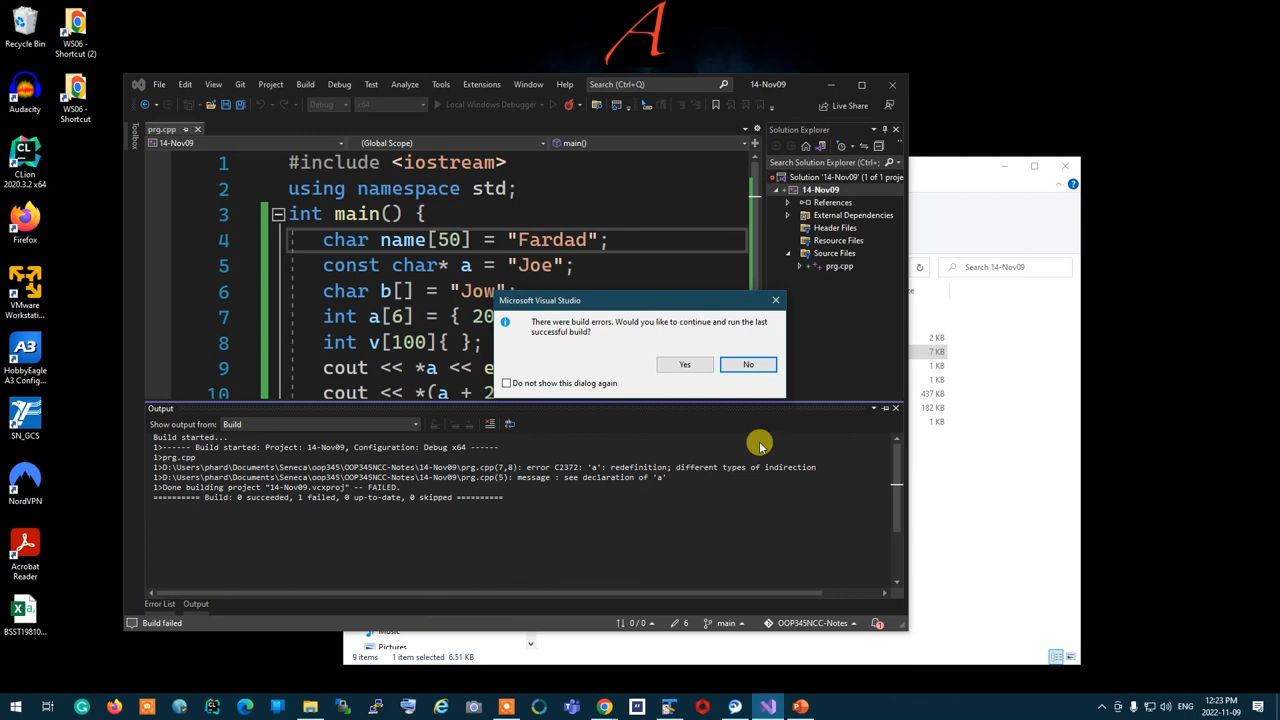 A
Recycle Bin
WS06 -
Shortcut (2)
Audacity
WS06 -
Shortcut
CLion
2020.3.2 x64
Firefox
VMware
Workstati...
HobbyEagle
A3 Config...
SN_GCS
NordVPN
Acrobat
Reader
BSST19810...
File Edit View Git Project Build Debug Test Analyze Tools Extensions Window Help Search (Ctrl+Q) 14-Nov09
Debug x64 Local Windows Debugger Live Share
Toolbox
prg.cpp
14-Nov09 (Global Scope) main()
1 #include <iostream>
2 using namespace std;
3 int main() {
4 char name[50] = "Fardad";
5 const char* a = "Joe";
6 char b[] = "Jow
7 int a[6] = { 20
8 int v[100]{ };
9 cout << *a << e
10 cout << *(a + 2
Solution Explorer
Search Solution Explorer (Ctrl+;
Solution '14-Nov09' (1 of 1 proje
14-Nov09
References
External Dependencies
Header Files
Resource Files
Source Files
prg.cpp
Microsoft Visual Studio
There were build errors. Would you like to continue and run the last
successful build?
Yes No
Do not show this dialog again
Output
Show output from: Build
Build started...
1>------ Build started: Project: 14-Nov09, Configuration: Debug x64 ------
1>prg.cpp
1>D:\Users\phard\Documents\Seneca\oop345\OOP345NCC-Notes\14-Nov09\prg.cpp(7,8): error C2372: 'a': redefinition; different types of indirection
1>D:\Users\phard\Documents\Seneca\oop345\OOP345NCC-Notes\14-Nov09\prg.cpp(5): message : see declaration of 'a'
1>Done building project "14-Nov09.vcxproj" -- FAILED.
========== Build: 0 succeeded, 1 failed, 0 up-to-date, 0 skipped ==========
Error List Output
Build failed 0 / 0 6 main OOP345NCC-Notes 1
Search 14-Nov09
2 KB
7 KB
1 KB
1 KB
437 KB
182 KB
1 KB
Pictures
9 items 1 item selected 6.51 KB
ENG
12:23 PM
2022-11-09